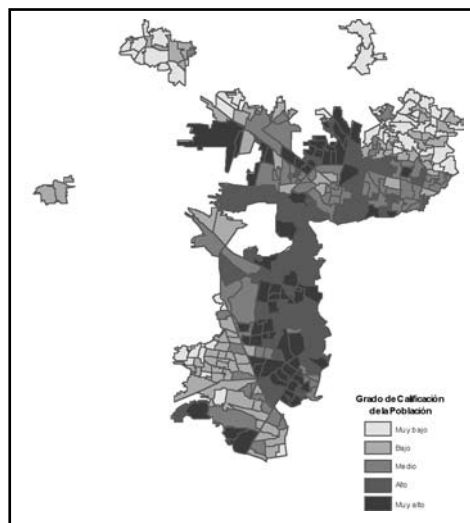 Grado de Calificación
de la Población
Muy bajo
Bajo
Medio
Alto
Muy alto